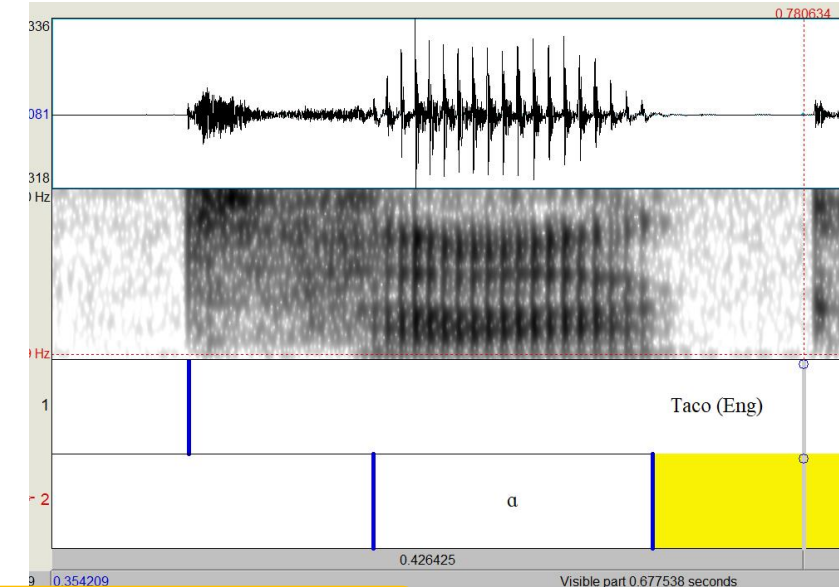 0.780634
336
081
318
) Hz
) Hz
1
Taco (Eng)
2
ɑ
0.426425
9
0.354209
Visible part 0.677538 seconds